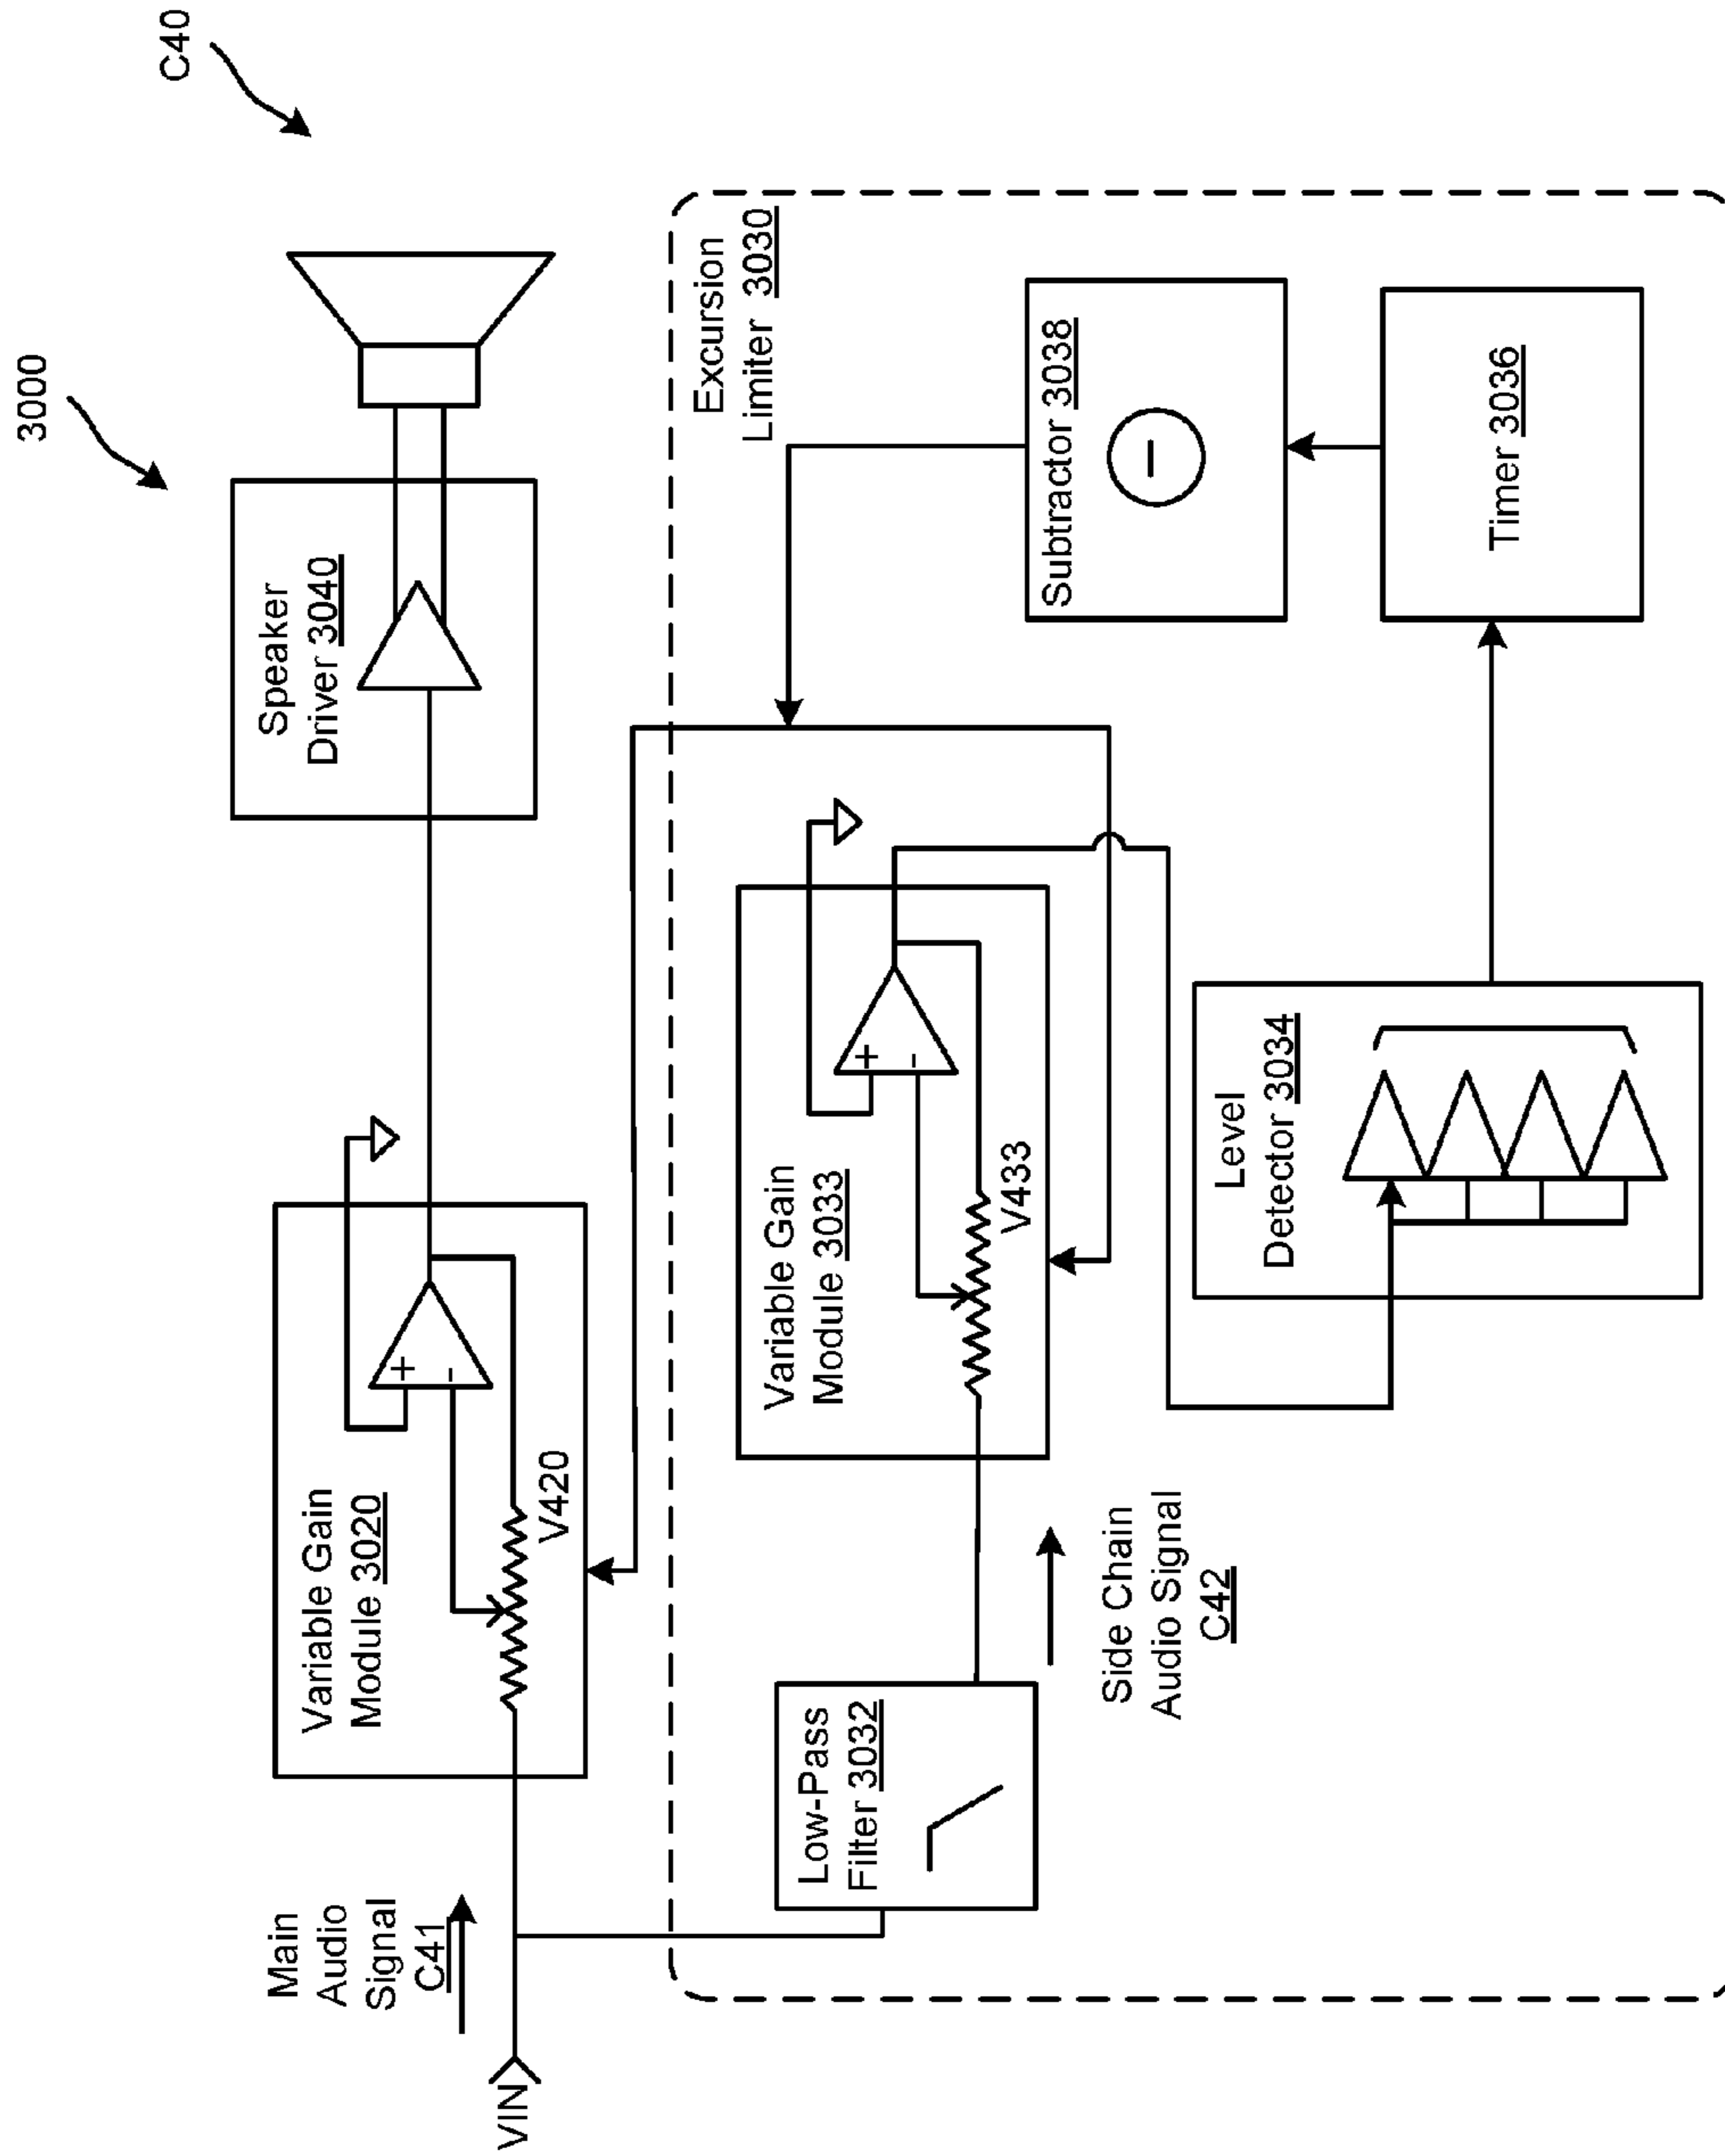 3000
C40
Speaker
Driver 3040
Variable Gain
Module 3020
V420
Main
Audio
Signal
C41
VIN
Excursion
Limiter 3030
Low-Pass
Filter 3032
Side Chain
Audio Signal
C42
Variable Gain
Module 3033
V433
+
-
+
-
Level
Detector 3034
Timer 3036
Subtractor 3038
−